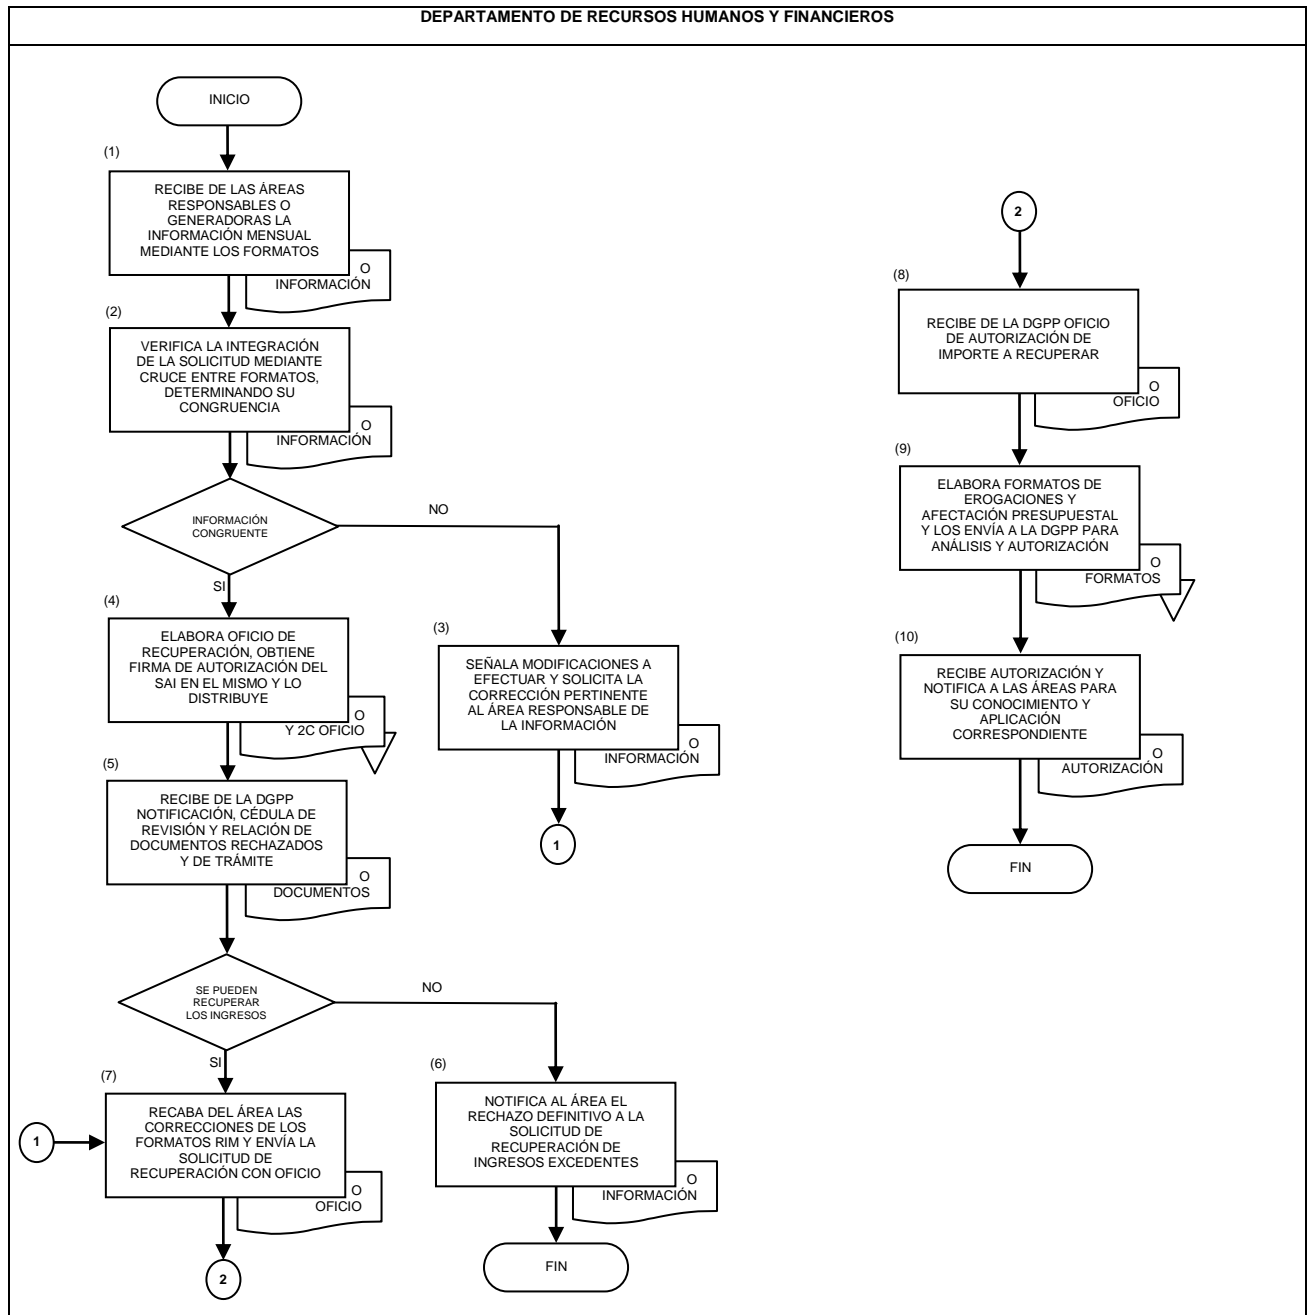 DEPARTAMENTO DE RECURSOS HUMANOS Y FINANCIEROS
INICIO
(1)
RECIBE DE LAS ÁREAS
RESPONSABLES O
GENERADORAS LA
INFORMACIÓN MENSUAL
MEDIANTE LOS FORMATOS
O
INFORMACIÓN
(2)
VERIFICA LA INTEGRACIÓN
DE LA SOLICITUD MEDIANTE
CRUCE ENTRE FORMATOS,
DETERMINANDO SU
CONGRUENCIA
O
INFORMACIÓN
INFORMACIÓN
CONGRUENTE
NO
SI
(4)
ELABORA OFICIO DE
RECUPERACIÓN, OBTIENE
FIRMA DE AUTORIZACIÓN DEL
SAI EN EL MISMO Y LO
DISTRIBUYE
O
Y 2C OFICIO
(3)
SEÑALA MODIFICACIONES A
EFECTUAR Y SOLICITA LA
CORRECCIÓN PERTINENTE
AL ÁREA RESPONSABLE DE
LA INFORMACIÓN
O
INFORMACIÓN
1
(5)
RECIBE DE LA DGPP
NOTIFICACIÓN, CÉDULA DE
REVISIÓN Y RELACIÓN DE
DOCUMENTOS RECHAZADOS
Y DE TRÁMITE
O
DOCUMENTOS
SE PUEDEN
RECUPERAR
LOS INGRESOS
NO
SI
(7)
1
RECABA DEL ÁREA LAS
CORRECCIONES DE LOS
FORMATOS RIM Y ENVÍA LA
SOLICITUD DE
RECUPERACIÓN CON OFICIO
O
OFICIO
2
(6)
NOTIFICA AL ÁREA EL
RECHAZO DEFINITIVO A LA
SOLICITUD DE
RECUPERACIÓN DE
INGRESOS EXCEDENTES
O
INFORMACIÓN
FIN
2
(8)
RECIBE DE LA DGPP OFICIO
DE AUTORIZACIÓN DE
IMPORTE A RECUPERAR
O
OFICIO
(9)
ELABORA FORMATOS DE
EROGACIONES Y
AFECTACIÓN PRESUPUESTAL
Y LOS ENVÍA A LA DGPP PARA
ANÁLISIS Y AUTORIZACIÓN
O
FORMATOS
(10)
RECIBE AUTORIZACIÓN Y
NOTIFICA A LAS ÁREAS PARA
SU CONOCIMIENTO Y
APLICACIÓN
CORRESPONDIENTE
O
AUTORIZACIÓN
FIN